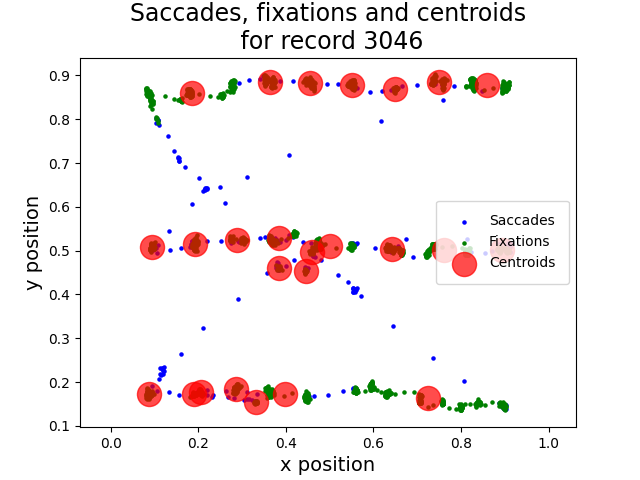 Saccades, fixations and centroids
for record 3046
y position
0.9
0.8
0.7
0.6
0.5
0.4
0.3
0.2
0.1
Saccades
Fixations
Centroids
0.0 0.2 0.4 0.6 0.8 1.0
x position